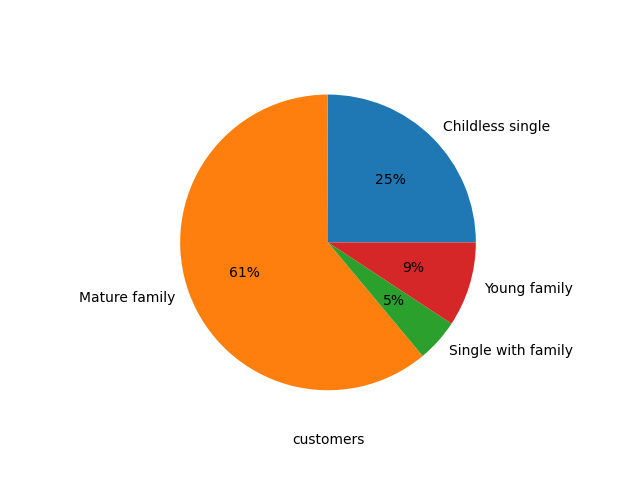 Childless single
25%
61%
9%
Young family
Mature family
5%
Single with family
customers